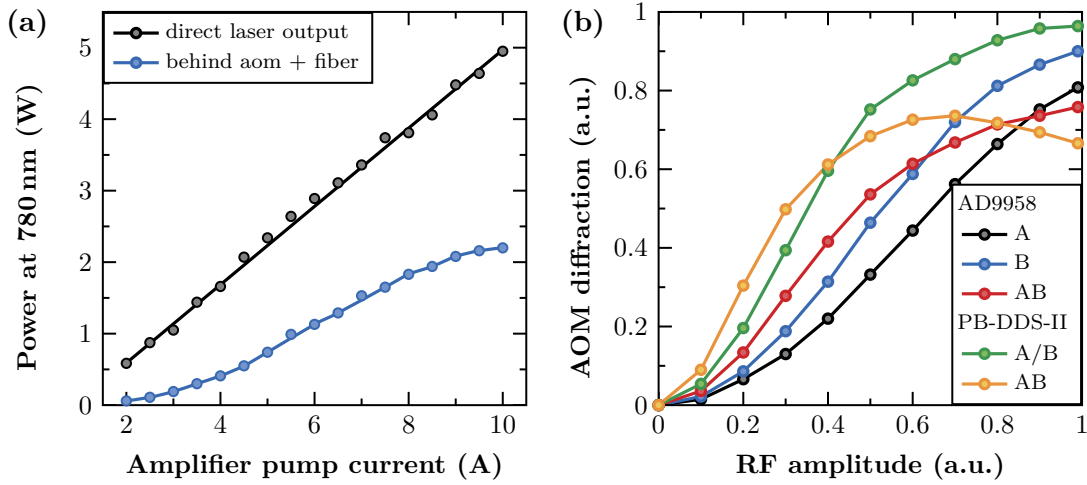 (a)
direct laser output
behind aom + fiber
Power at 780 nm (W)
5
4
3
2
1
0
2
4
6
8
10
Amplifier pump current (A)
(b)
AOM diffraction (a.u.)
1
0.8
0.6
0.4
0.2
0
AD9958
A
B
AB
PB-DDS-II
A/B
AB
0
0.2
0.4
0.6
0.8
1
RF amplitude (a.u.)